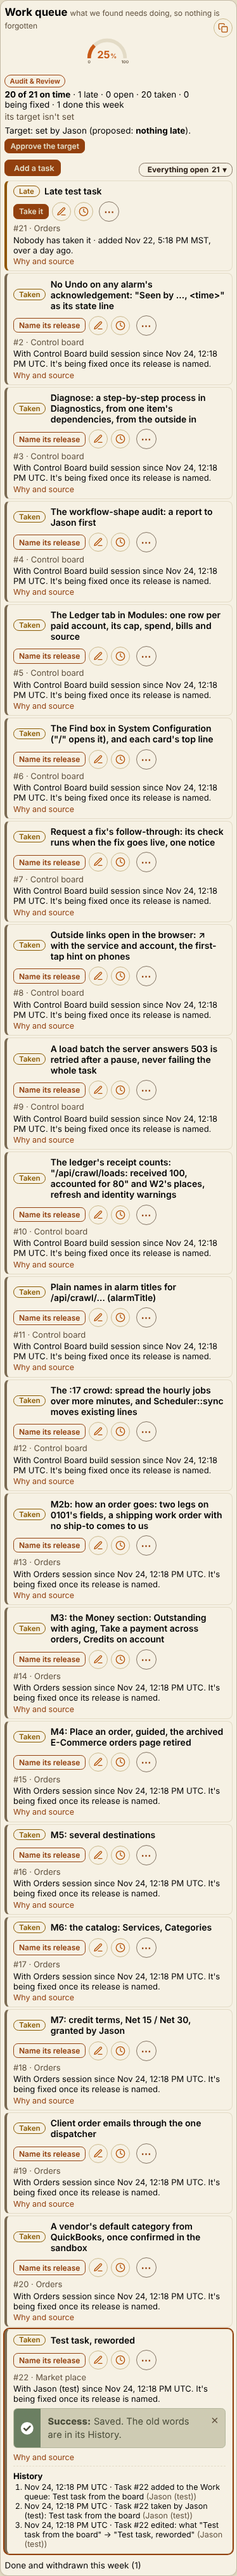 Work queue what we found needs doing, so nothing is
forgotten
25%
0 100
Audit & Review
20 of 21 on time · 1 late · 0 open · 20 taken · 0
being fixed · 1 done this week
its target isn't set
Target: set by Jason (proposed: nothing late).
Approve the target
Add a task
Everything open 21 ▾
Late Late test task
Take it
#21 · Orders
Nobody has taken it · added Nov 22, 5:18 PM MST,
over a day ago.
Why and source
No Undo on any alarm's
Taken acknowledgement: "Seen by ..., <time>"
as its state line
Name its release
#2 · Control board
With Control Board build session since Nov 24, 12:18
PM UTC. It's being fixed once its release is named.
Why and source
Diagnose: a step-by-step process in
Taken Diagnostics, from one item's
dependencies, from the outside in
Name its release
#3 · Control board
With Control Board build session since Nov 24, 12:18
PM UTC. It's being fixed once its release is named.
Why and source
Taken The workflow-shape audit: a report to
Jason first
Name its release
#4 · Control board
With Control Board build session since Nov 24, 12:18
PM UTC. It's being fixed once its release is named.
Why and source
The Ledger tab in Modules: one row per
Taken paid account, its cap, spend, bills and
source
Name its release
#5 · Control board
With Control Board build session since Nov 24, 12:18
PM UTC. It's being fixed once its release is named.
Why and source
Taken The Find box in System Configuration
("/" opens it), and each card's top line
Name its release
#6 · Control board
With Control Board build session since Nov 24, 12:18
PM UTC. It's being fixed once its release is named.
Why and source
Taken Request a fix's follow-through: its check
runs when the fix goes live, one notice
Name its release
#7 · Control board
With Control Board build session since Nov 24, 12:18
PM UTC. It's being fixed once its release is named.
Why and source
Outside links open in the browser: ↗
Taken with the service and account, the first-
tap hint on phones
Name its release
#8 · Control board
With Control Board build session since Nov 24, 12:18
PM UTC. It's being fixed once its release is named.
Why and source
A load batch the server answers 503 is
Taken retried after a pause, never failing the
whole task
Name its release
#9 · Control board
With Control Board build session since Nov 24, 12:18
PM UTC. It's being fixed once its release is named.
Why and source
The ledger's receipt counts:
"/api/crawl/loads: received 100,
Taken accounted for 80" and W2's places,
refresh and identity warnings
Name its release
#10 · Control board
With Control Board build session since Nov 24, 12:18
PM UTC. It's being fixed once its release is named.
Why and source
Taken Plain names in alarm titles for
/api/crawl/... (alarmTitle)
Name its release
#11 · Control board
With Control Board build session since Nov 24, 12:18
PM UTC. It's being fixed once its release is named.
Why and source
The :17 crowd: spread the hourly jobs
Taken over more minutes, and Scheduler::sync
moves existing lines
Name its release
#12 · Control board
With Control Board build session since Nov 24, 12:18
PM UTC. It's being fixed once its release is named.
Why and source
M2b: how an order goes: two legs on
Taken 0101's fields, a shipping work order with
no ship-to comes to us
Name its release
#13 · Orders
With Orders session since Nov 24, 12:18 PM UTC. It's
being fixed once its release is named.
Why and source
M3: the Money section: Outstanding
Taken with aging, Take a payment across
orders, Credits on account
Name its release
#14 · Orders
With Orders session since Nov 24, 12:18 PM UTC. It's
being fixed once its release is named.
Why and source
Taken M4: Place an order, guided, the archived
E-Commerce orders page retired
Name its release
#15 · Orders
With Orders session since Nov 24, 12:18 PM UTC. It's
being fixed once its release is named.
Why and source
Taken M5: several destinations
Name its release
#16 · Orders
With Orders session since Nov 24, 12:18 PM UTC. It's
being fixed once its release is named.
Why and source
Taken M6: the catalog: Services, Categories
Name its release
#17 · Orders
With Orders session since Nov 24, 12:18 PM UTC. It's
being fixed once its release is named.
Why and source
Taken M7: credit terms, Net 15 / Net 30,
granted by Jason
Name its release
#18 · Orders
With Orders session since Nov 24, 12:18 PM UTC. It's
being fixed once its release is named.
Why and source
Taken Client order emails through the one
dispatcher
Name its release
#19 · Orders
With Orders session since Nov 24, 12:18 PM UTC. It's
being fixed once its release is named.
Why and source
A vendor's default category from
Taken QuickBooks, once confirmed in the
sandbox
Name its release
#20 · Orders
With Orders session since Nov 24, 12:18 PM UTC. It's
being fixed once its release is named.
Why and source
Taken Test task, reworded
Name its release
#22 · Market place
With Jason (test) since Nov 24, 12:18 PM UTC. It's
being fixed once its release is named.
Success: Saved. The old words
are in its History.
Why and source
History
1. Nov 24, 12:18 PM UTC · Task #22 added to the Work
queue: Test task from the board (Jason (test))
2. Nov 24, 12:18 PM UTC · Task #22 taken by Jason
(test): Test task from the board (Jason (test))
3. Nov 24, 12:18 PM UTC · Task #22 edited: what "Test
task from the board" → "Test task, reworded" (Jason
(test))
Done and withdrawn this week (1)